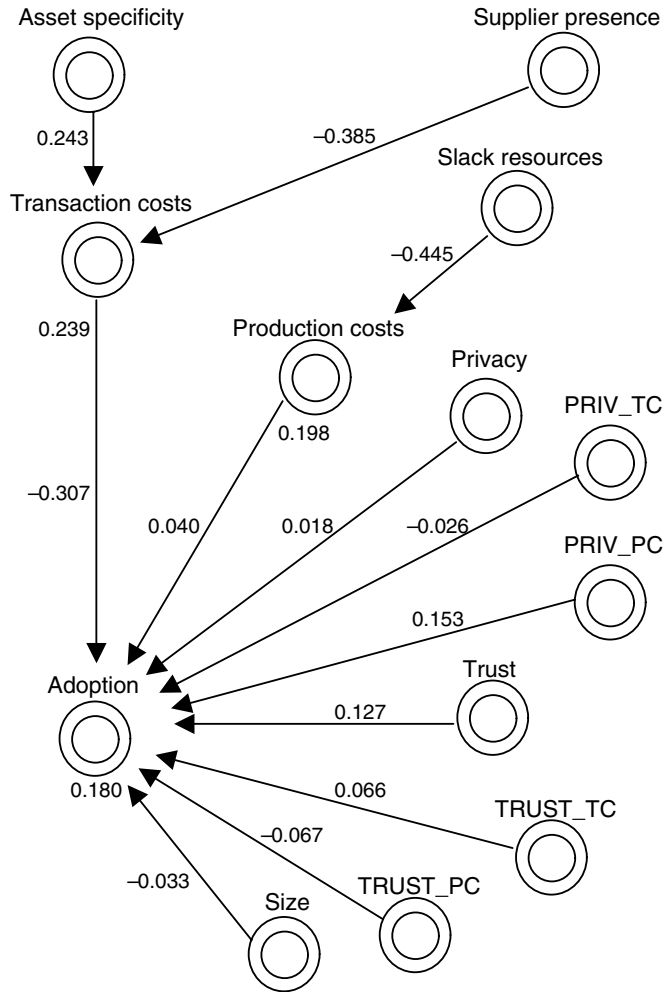 Asset specificity
Supplier presence
0.243
–0.385
Slack resources
Transaction costs
–0.445
0.239
Production costs
Privacy
PRIV_TC
0.198
–0.307
0.040
0.018
–0.026
PRIV_PC
0.153
Trust
Adoption
0.127
0.180
0.066
TRUST_TC
–0.067
–0.033
TRUST_PC
Size